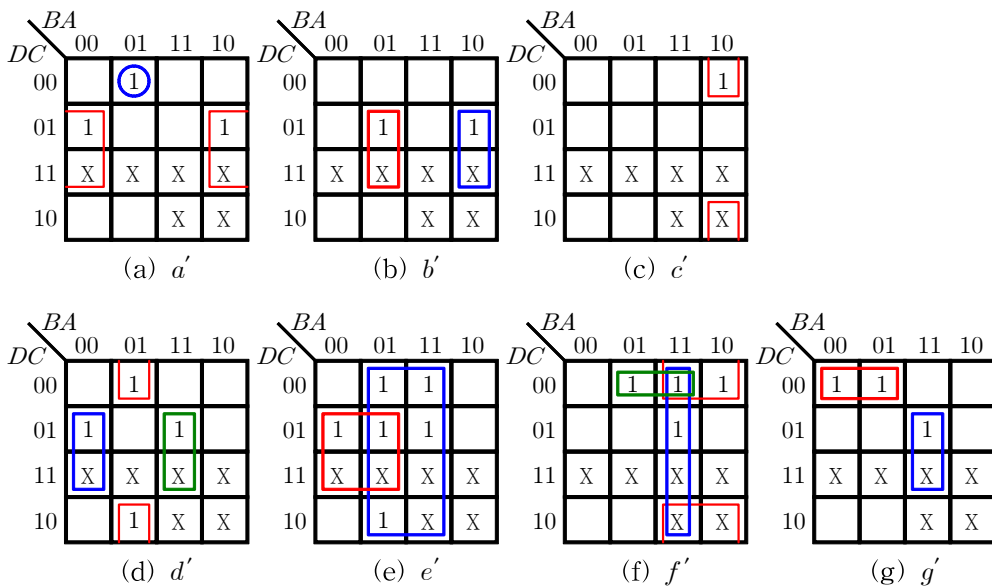 BA BA BA
00 01 11 10 00 01 11 10 00 01 11 10
DC DC DC
00 1 00 00 1
01 1 1 01 1 1 01
11 X X X X 11 X X X X 11 X X X X
10 X X 10 X X 10 X X
(a) a′ (b) b′ (c) c′
BA BA BA BA
00 01 11 10 00 01 11 10 00 01 11 10 00 01 11 10
DC DC DC DC
00 1 00 1 1 00 1 1 1 00 1 1
01 1 1 01 1 1 1 01 1 01 1
11 X X X X 11 X X X X 11 X X X X 11 X X X X
10 1 X X 10 1 X X 10 X X 10 X X
(d) d′ (e) e′ (f) f′ (g) g′